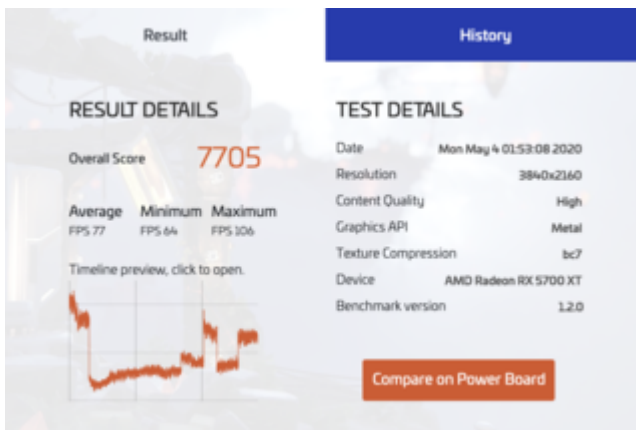 Result
History
RESULT DETAILS
Overall Score 7705
Average Minimum Maximum
FPS 77 FPS 64 FPS 106
Timeline preview, click to open.
TEST DETAILS
Date Mon May 4 01:53:08 2020
Resolution 3840x2160
Content Quality High
Graphics API Metal
Texture Compression bc7
Device AMD Radeon RX 5700 XT
Benchmark version 1.2.0
Compare on Power Board